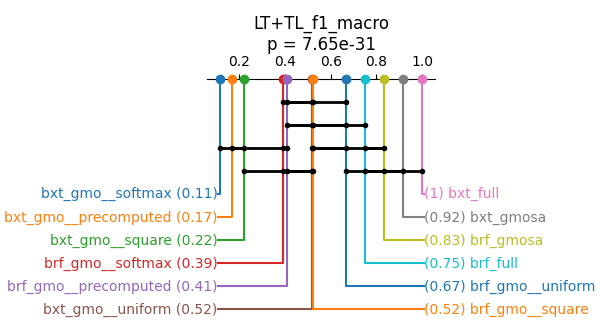 LT+TL_f1_macro
p = 7.65e-31
0.2 0.4 0.6 0.8 1.0
bxt_gmo__softmax (0.11) (1) bxt_full
bxt_gmo__precomputed (0.17) (0.92) bxt_gmosa
bxt_gmo__square (0.22) (0.83) brf_gmosa
brf_gmo__softmax (0.39) (0.75) brf_full
brf_gmo__precomputed (0.41) (0.67) brf_gmo__uniform
bxt_gmo__uniform (0.52) (0.52) brf_gmo__square